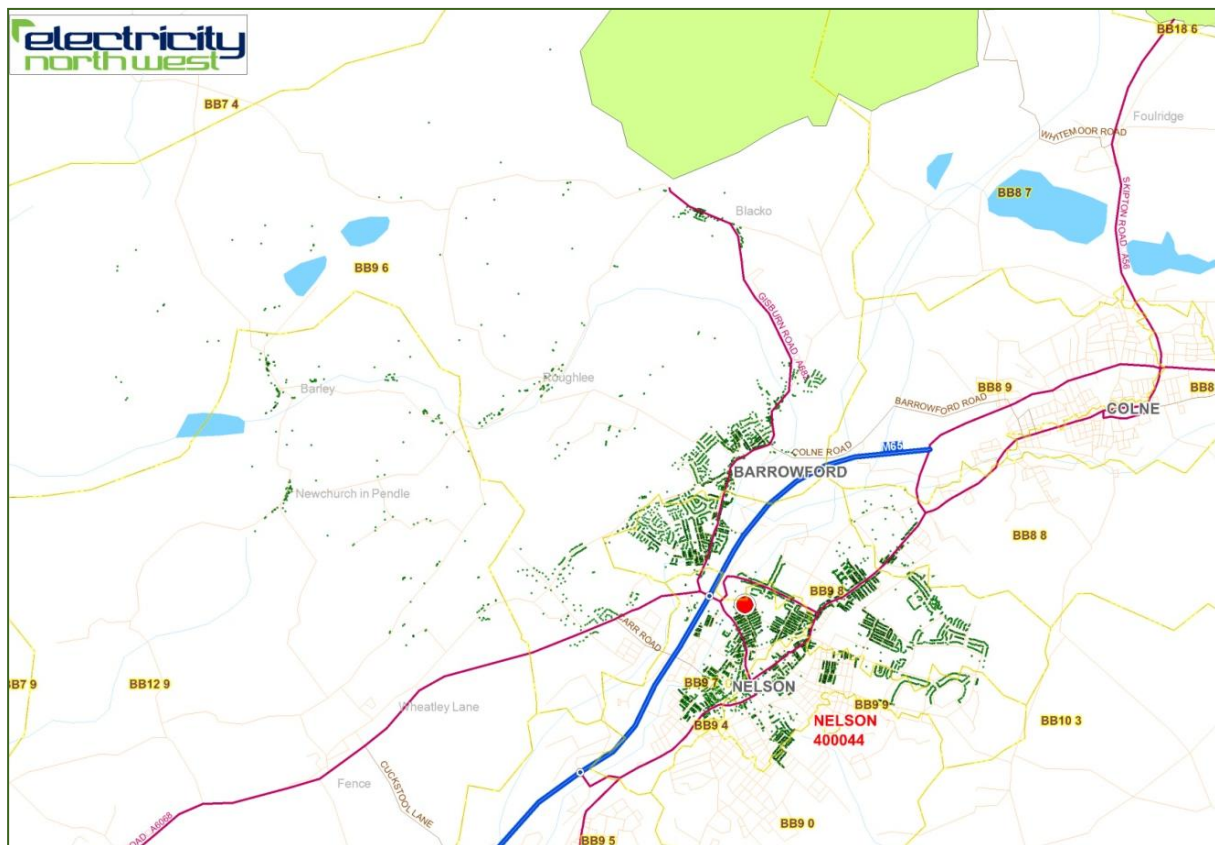 electricity
north west
BB18 6
BB7 4
Foulridge
WHITEMOOR ROAD
BB8 7
SKIPTON ROAD A56
Blacko
BB9 6
GISBURN ROAD A682
Roughlee
Barley
BB8 9
BB8
BARROWFORD ROAD
COLNE
COLNE ROAD
M65
BARROWFORD
Newchurch in Pendle
BB8 8
BB9 8
CARR ROAD
BB7 9
BB12 9
BB9 7
NELSON
Wheatley Lane
BB9 9
BB9 4
NELSON
400044
BB10 3
Fence
CUCKSTOOL LANE
ROAD A6068
BB9 5
BB9 0